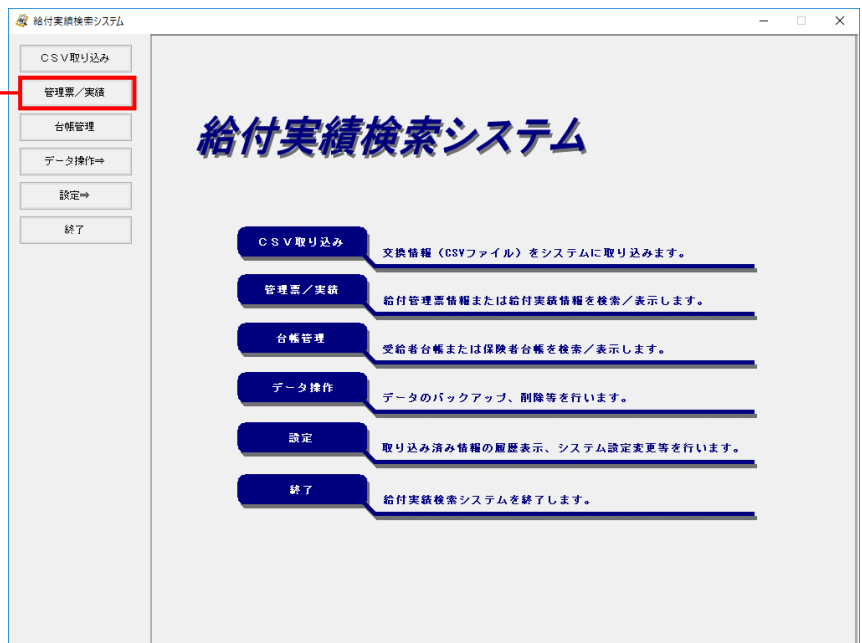 給付実績検索システム
CSV取り込み
管理票／実績
台帳管理
データ操作⇒
設定⇒
終了
給付実績検索システム
CSV取り込み
交換情報（CSVファイル）をシステムに取り込みます。
管理票／実績
給付管理票情報または給付実績情報を検索／表示します。
台帳管理
受給者台帳または保険者台帳を検索／表示します。
データ操作
データのバックアップ、削除等を行います。
設定
取り込み済み情報の履歴表示、システム設定変更等を行います。
終了
給付実績検索システムを終了します。